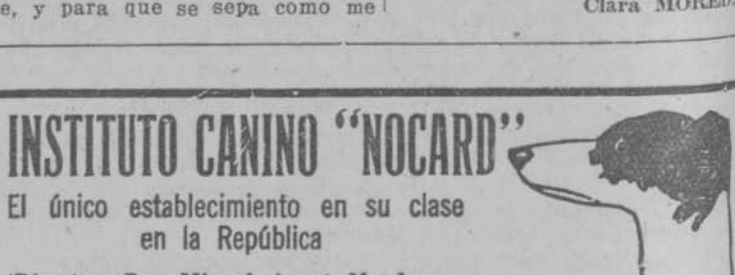 e, y para que se sepa como me
Clara MORED
INSTITUTO CANINO “NOCARD”
El único establecimiento en su clase
en la República